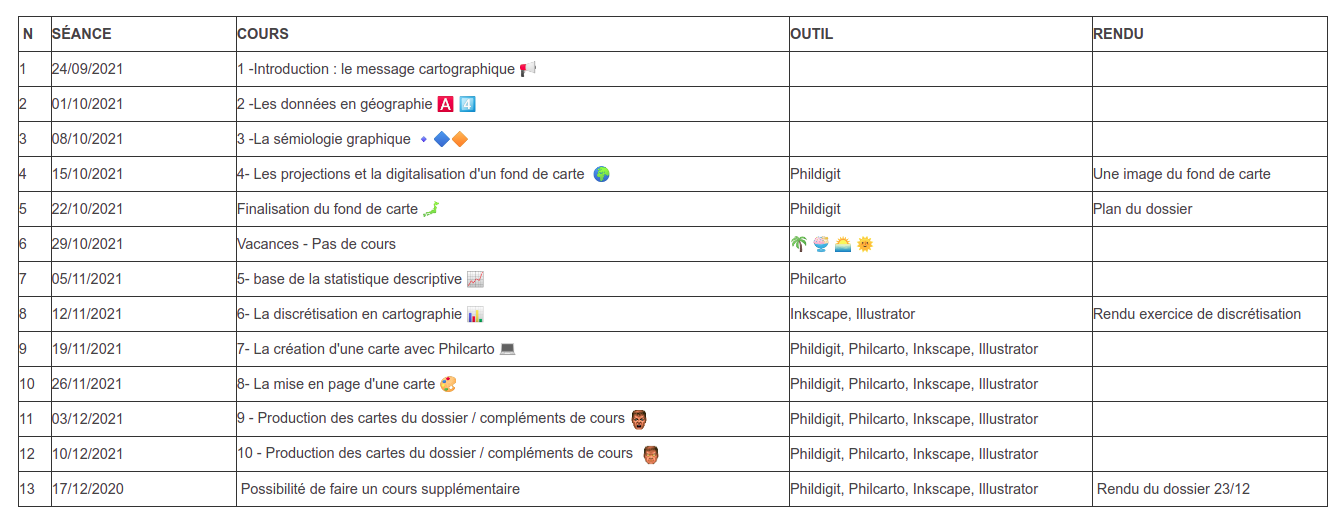 N SÉANCE COURS OUTIL RENDU
1 24/09/2021 1 -Introduction : le message cartographique
2 01/10/2021 2 -Les données en géographie 🅰 4️⃣
3 08/10/2021 3 -La sémiologie graphique
4 15/10/2021 4- Les projections et la digitalisation d'un fond de carte Phildigit Une image du fond de carte
5 22/10/2021 Finalisation du fond de carte Phildigit Plan du dossier
6 29/10/2021 Vacances - Pas de cours
7 05/11/2021 5- base de la statistique descriptive Philcarto
8 12/11/2021 6- La discrétisation en cartographie Inkscape, Illustrator Rendu exercice de discrétisation
9 19/11/2021 7- La création d'une carte avec Philcarto Phildigit, Philcarto, Inkscape, Illustrator
10 26/11/2021 8- La mise en page d'une carte Phildigit, Philcarto, Inkscape, Illustrator
11 03/12/2021 9 - Production des cartes du dossier / compléments de cours Phildigit, Philcarto, Inkscape, Illustrator
12 10/12/2021 10 - Production des cartes du dossier / compléments de cours Phildigit, Philcarto, Inkscape, Illustrator
13 17/12/2020 Possibilité de faire un cours supplémentaire Phildigit, Philcarto, Inkscape, Illustrator Rendu du dossier 23/12